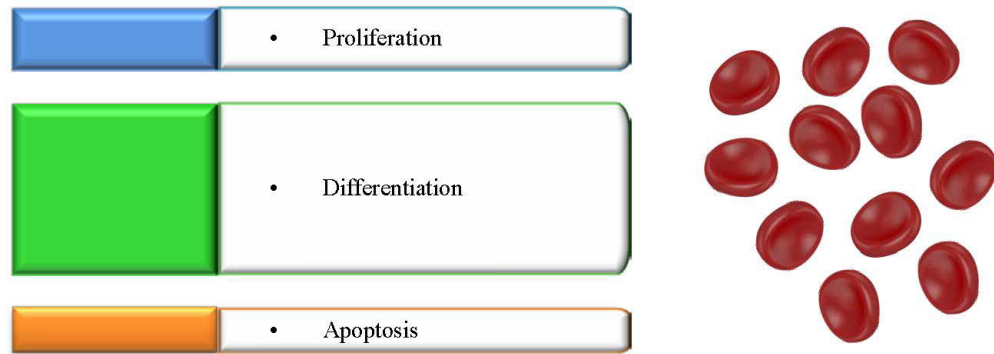 • Proliferation
• Differentiation
• Apoptosis